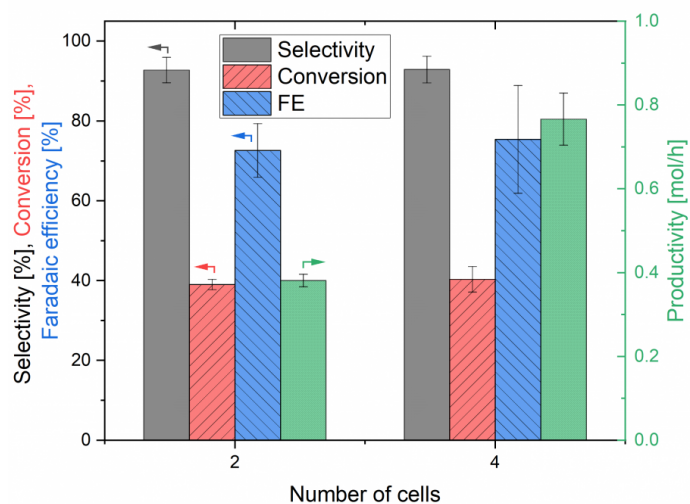 Selectivity [%], Conversion [%],
Faradaic efficiency [%]
100
80
60
40
20
0
Selectivity
Conversion
FE
1.0
0.8
0.6
0.4
0.2
0.0
Productivity [mol/h]
2
4
Number of cells